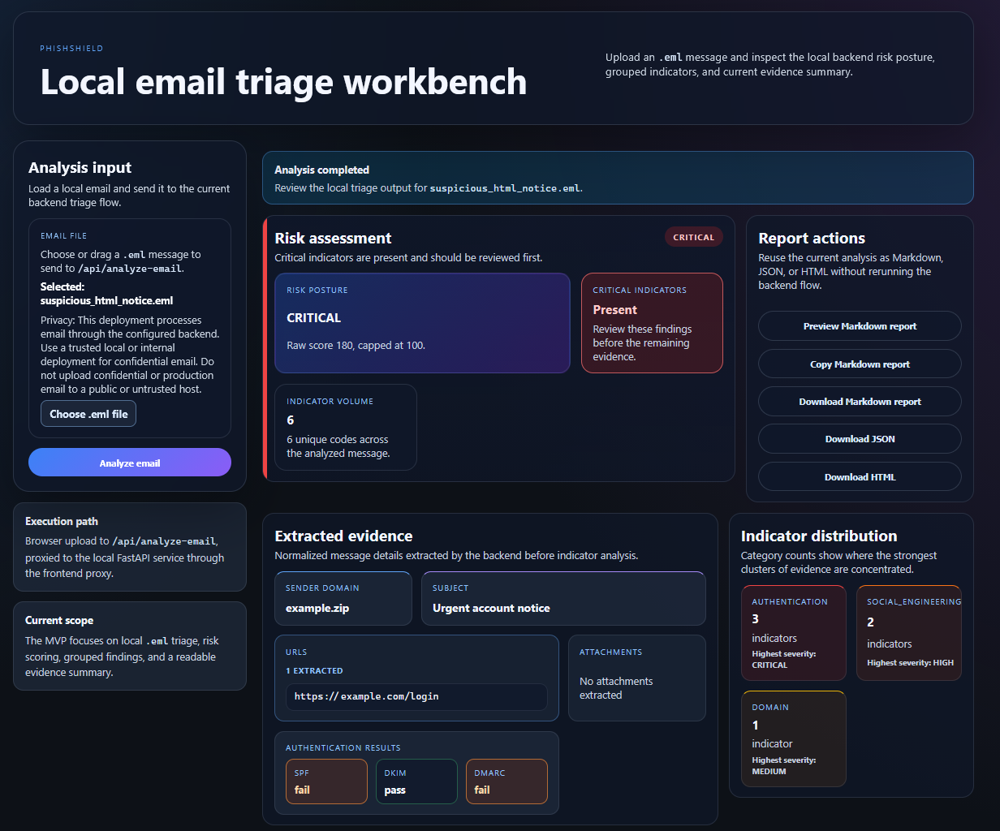 PHISHSHIELD
Local email triage workbench
Upload an .eml message and inspect the local backend risk posture,
grouped indicators, and current evidence summary.
Analysis input
Load a local email and send it to the current
backend triage flow.
EMAIL FILE
Choose or drag a .eml message to
send to /api/analyze-email.
Selected:
suspicious_html_notice.eml
Privacy: This deployment processes
email through the configured backend.
Use a trusted local or internal
deployment for confidential email. Do
not upload confidential or production
email to a public or untrusted host.
Choose .eml file
Analyze email
Execution path
Browser upload to /api/analyze-email,
proxied to the local FastAPI service through
the frontend proxy.
Current scope
The MVP focuses on local .eml triage, risk
scoring, grouped findings, and a readable
evidence summary.
Analysis completed
Review the local triage output for suspicious_html_notice.eml.
Risk assessment
CRITICAL
Critical indicators are present and should be reviewed first.
RISK POSTURE
CRITICAL
Raw score 180, capped at 100.
CRITICAL INDICATORS
Present
Review these findings
before the remaining
evidence.
INDICATOR VOLUME
6
6 unique codes across
the analyzed message.
Report actions
Reuse the current analysis as Markdown,
JSON, or HTML without rerunning the
backend flow.
Preview Markdown report
Copy Markdown report
Download Markdown report
Download JSON
Download HTML
Extracted evidence
Normalized message details extracted by the backend before indicator analysis.
SENDER DOMAIN
example.zip
SUBJECT
Urgent account notice
URLS
1 EXTRACTED
https://example.com/login
ATTACHMENTS
No attachments
extracted
AUTHENTICATION RESULTS
SPF
fail
DKIM
pass
DMARC
fail
Indicator distribution
Category counts show where the strongest
clusters of evidence are concentrated.
AUTHENTICATION
3
indicators
Highest severity:
CRITICAL
SOCIAL_ENGINEERING
2
indicators
Highest severity: HIGH
DOMAIN
1
indicator
Highest severity:
MEDIUM